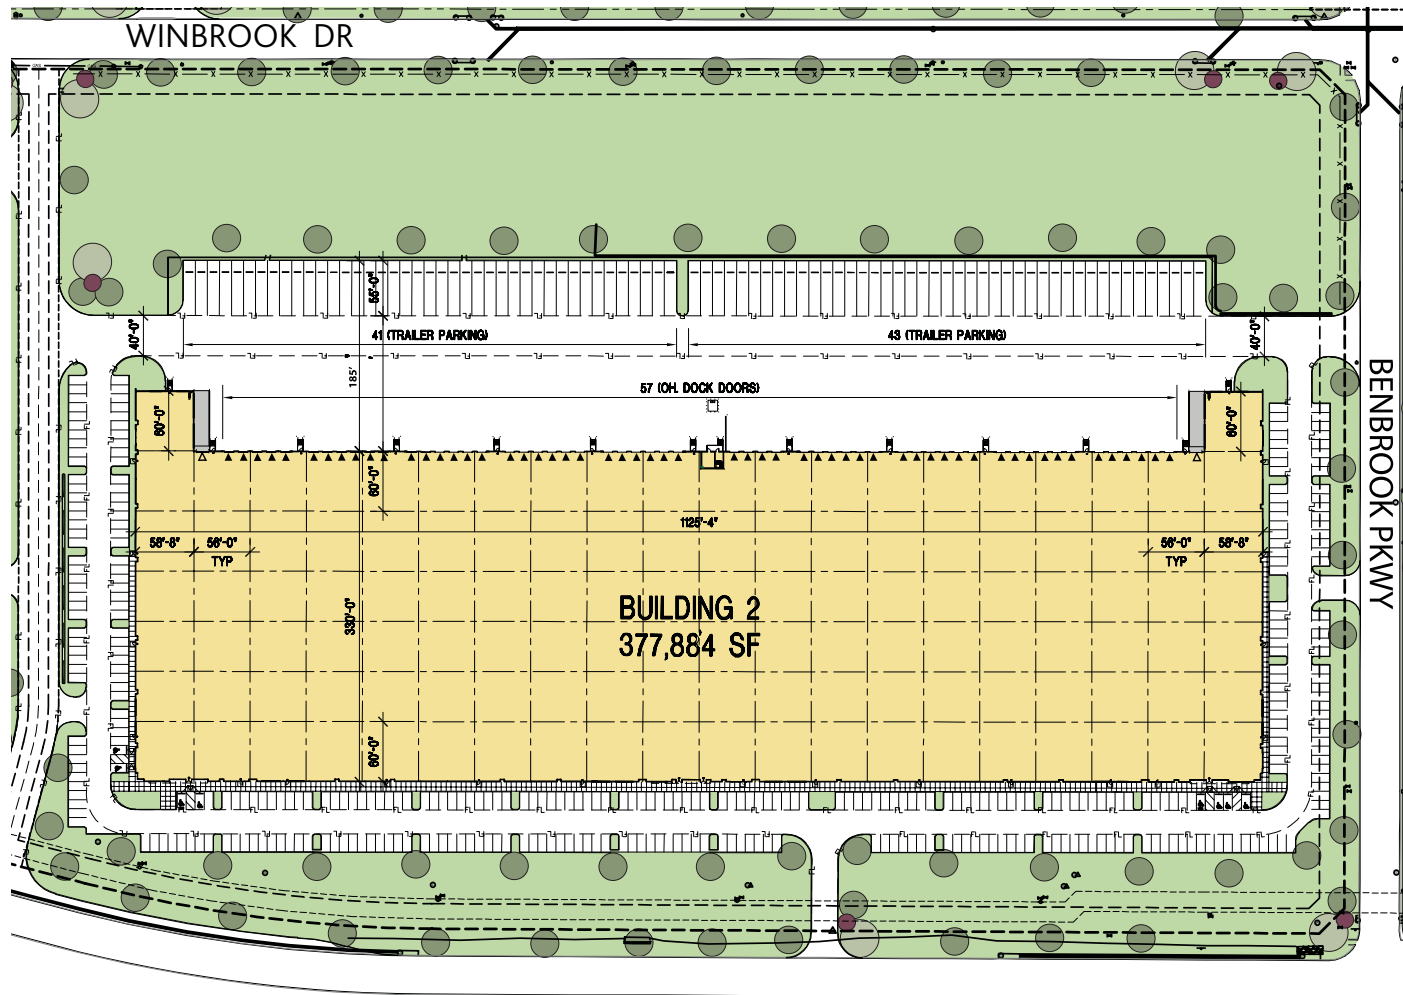 WINBROOK DR
55'-0"
40'-0"
41 (TRAILER PARKING)
43 (TRAILER PARKING)
40'-0"
185'
57 (OH. DOCK DOORS)
60'-0"
60'-0"
60'-0"
1125'-4"
58'-8"
56'-0"
TYP
56'-0"
58'-8"
TYP
330'-0"
BUILDING 2
377,884 SF
60'-0"
BENBROOK PKWY